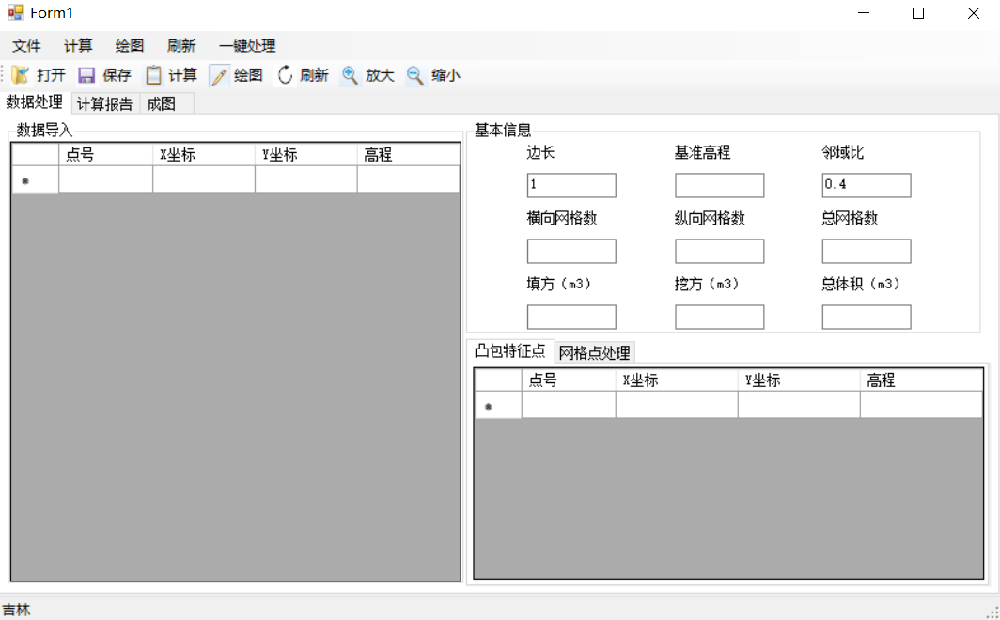 Form1
文件 计算 绘图 刷新 一键处理
打开 保存 计算 绘图 刷新 放大 缩小
数据处理 计算报告 成图
数据导入
点号 X坐标 Y坐标 高程
基本信息
边长 基准高程 邻域比
1 0.4
横向网格数 纵向网格数 总网格数
填方（m3） 挖方（m3） 总体积（m3）
凸包特征点 网格点处理
点号 X坐标 Y坐标 高程
吉林